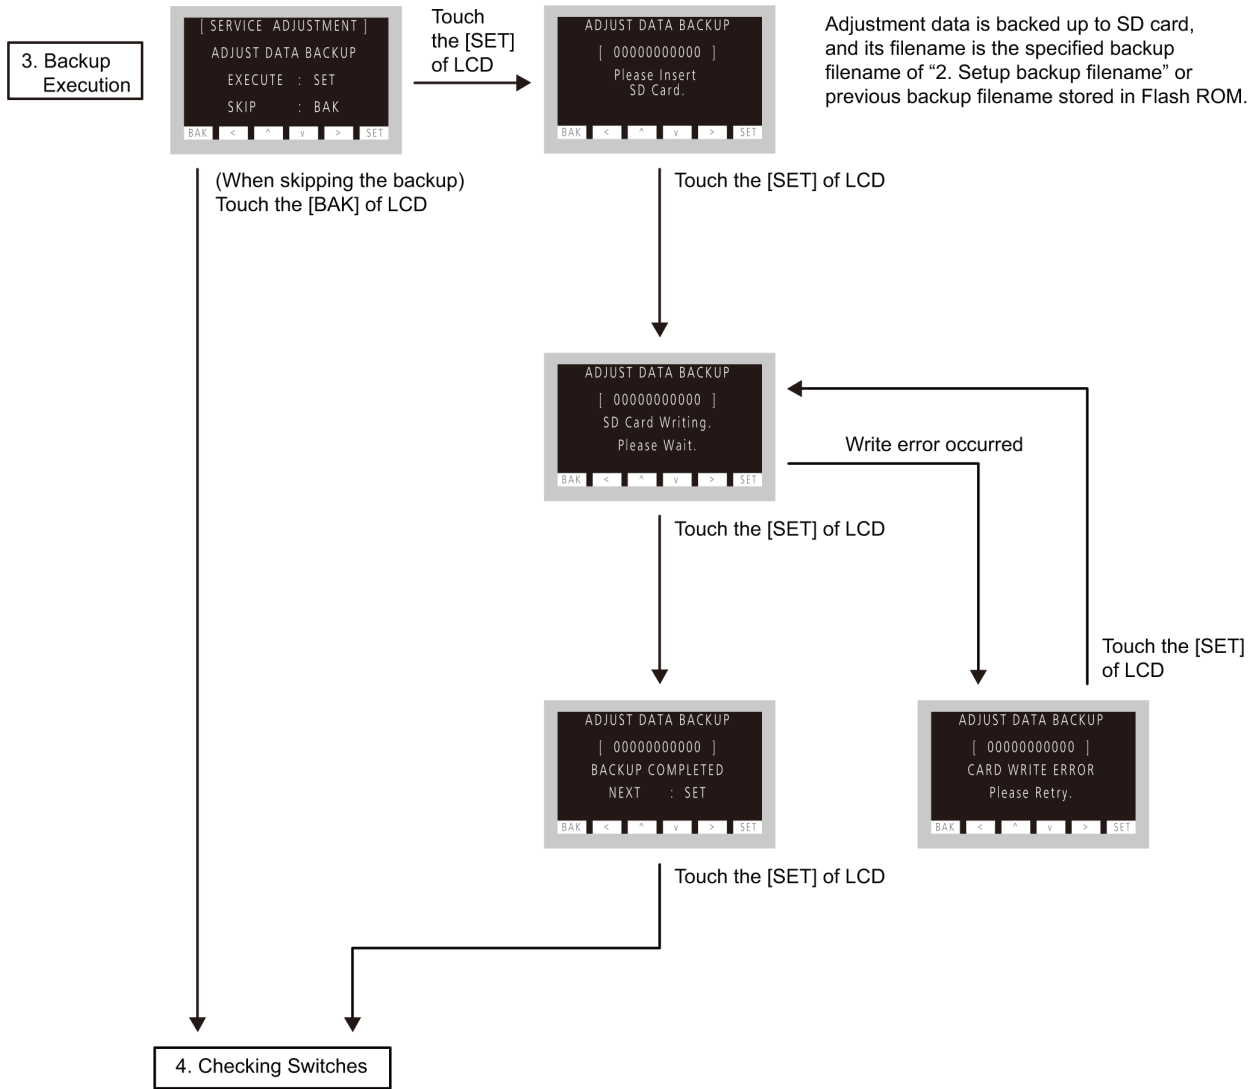 3. Backup
Execution
[ SERVICE ADJUSTMENT ]
ADJUST DATA BACKUP
EXECUTE : SET
SKIP : BAK
BAK < ^ v > SET
Touch
the [SET]
of LCD
ADJUST DATA BACKUP
[ 00000000000 ]
Please Insert
SD Card.
BAK < ^ v > SET
Adjustment data is backed up to SD card,
and its filename is the specified backup
filename of “2. Setup backup filename” or
previous backup filename stored in Flash ROM.
(When skipping the backup)
Touch the [BAK] of LCD
Touch the [SET] of LCD
ADJUST DATA BACKUP
[ 00000000000 ]
SD Card Writing.
Please Wait.
BAK < ^ v > SET
Write error occurred
Touch the [SET] of LCD
Touch the [SET]
of LCD
ADJUST DATA BACKUP
[ 00000000000 ]
BACKUP COMPLETED
NEXT : SET
BAK < ^ v > SET
ADJUST DATA BACKUP
[ 00000000000 ]
CARD WRITE ERROR
Please Retry.
BAK < ^ v > SET
Touch the [SET] of LCD
4. Checking Switches